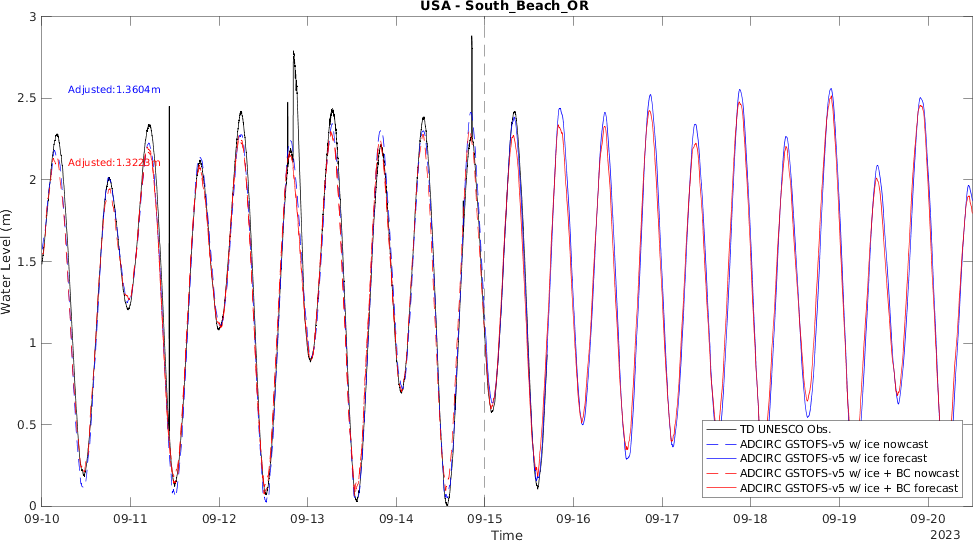 USA - South_Beach_OR
3
2.5
2
1.5
1
0.5
0
Water Level (m)
Adjusted:1.3604m
Adjusted:1.3223m
TD UNESCO Obs.
ADCIRC GSTOFS-v5 w/ ice nowcast
ADCIRC GSTOFS-v5 w/ ice forecast
ADCIRC GSTOFS-v5 w/ ice + BC nowcast
ADCIRC GSTOFS-v5 w/ ice + BC forecast
09-10 09-11 09-12 09-13 09-14 09-15 09-16 09-17 09-18 09-19 09-20
Time
2023